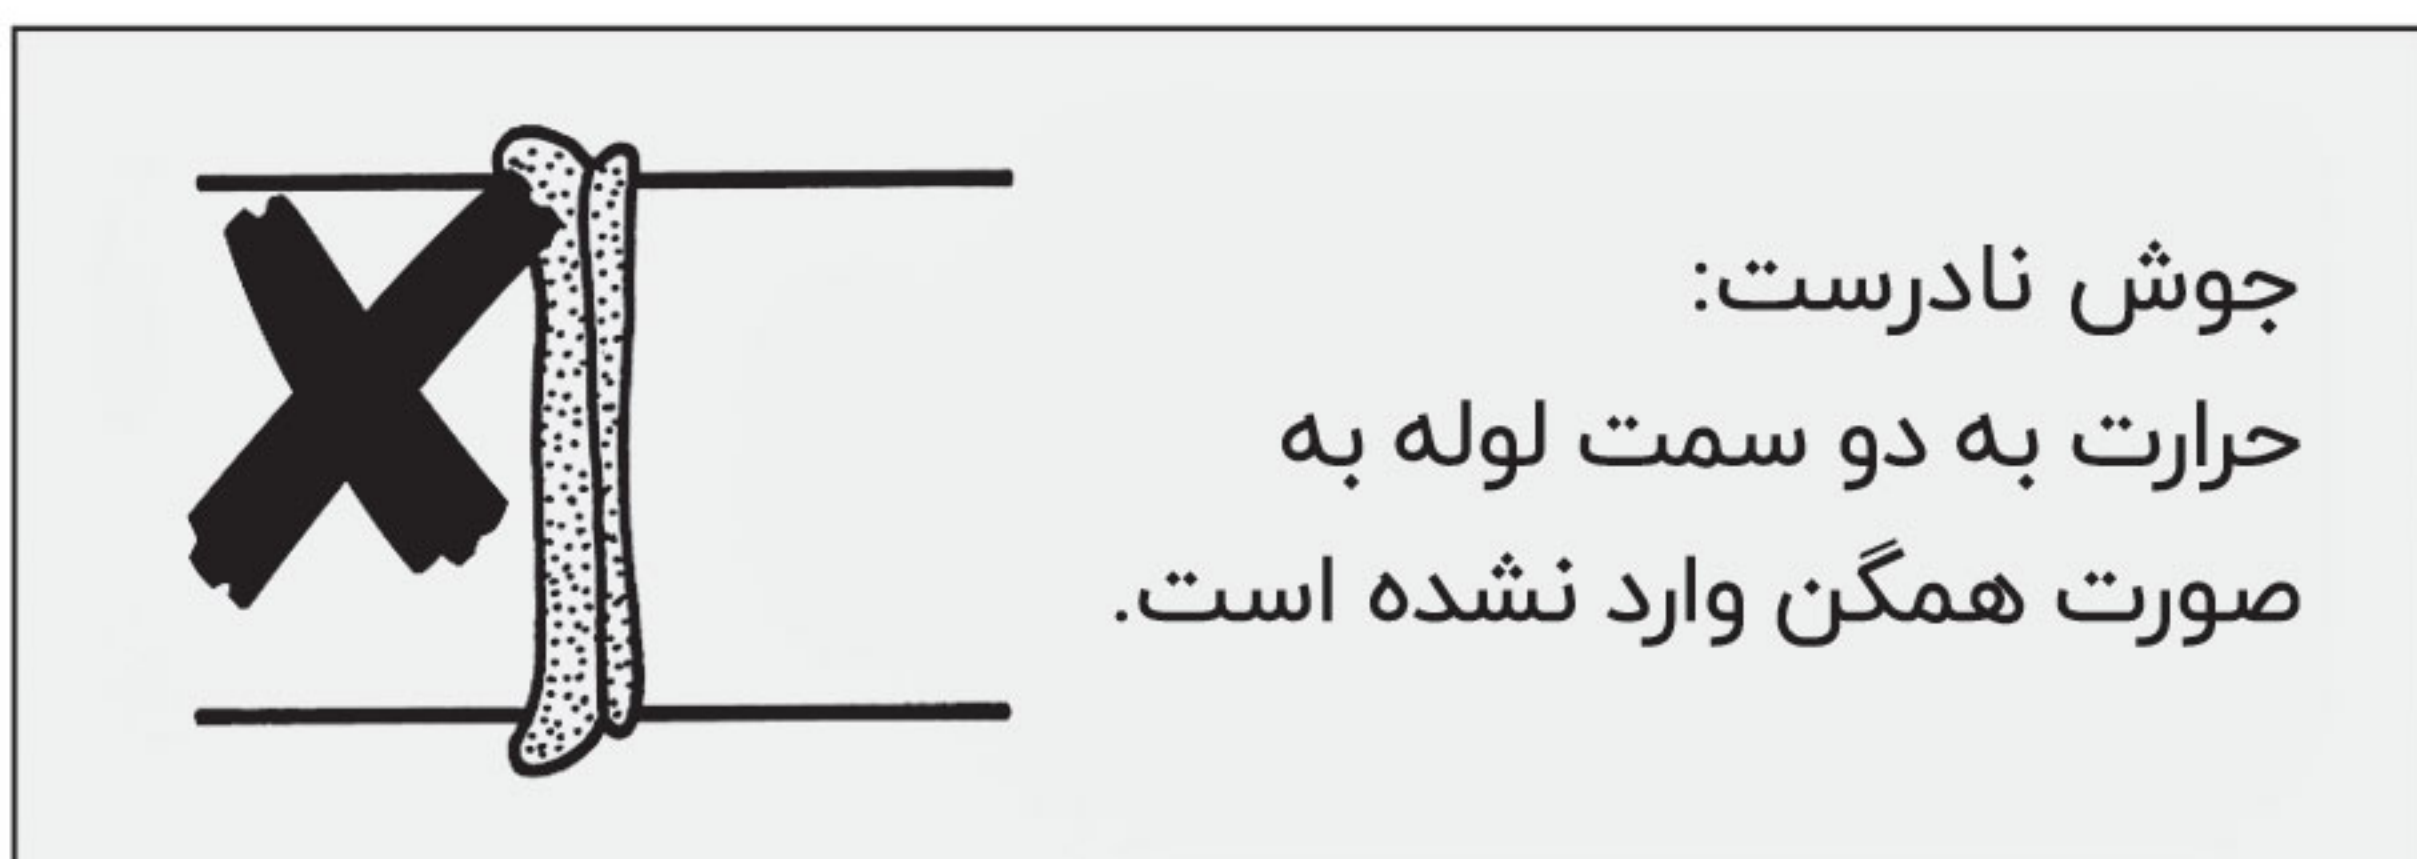 جوش نادرست:
حرارت به دو سمت لوله به
صورت همگن وارد نشده است.